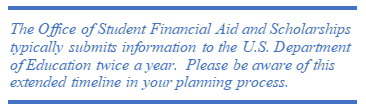 The Office of Student Financial Aid and Scholarships
typically submits information to the U.S. Department
of Education twice a year.  Please be aware of this
extended timeline in your planning process.